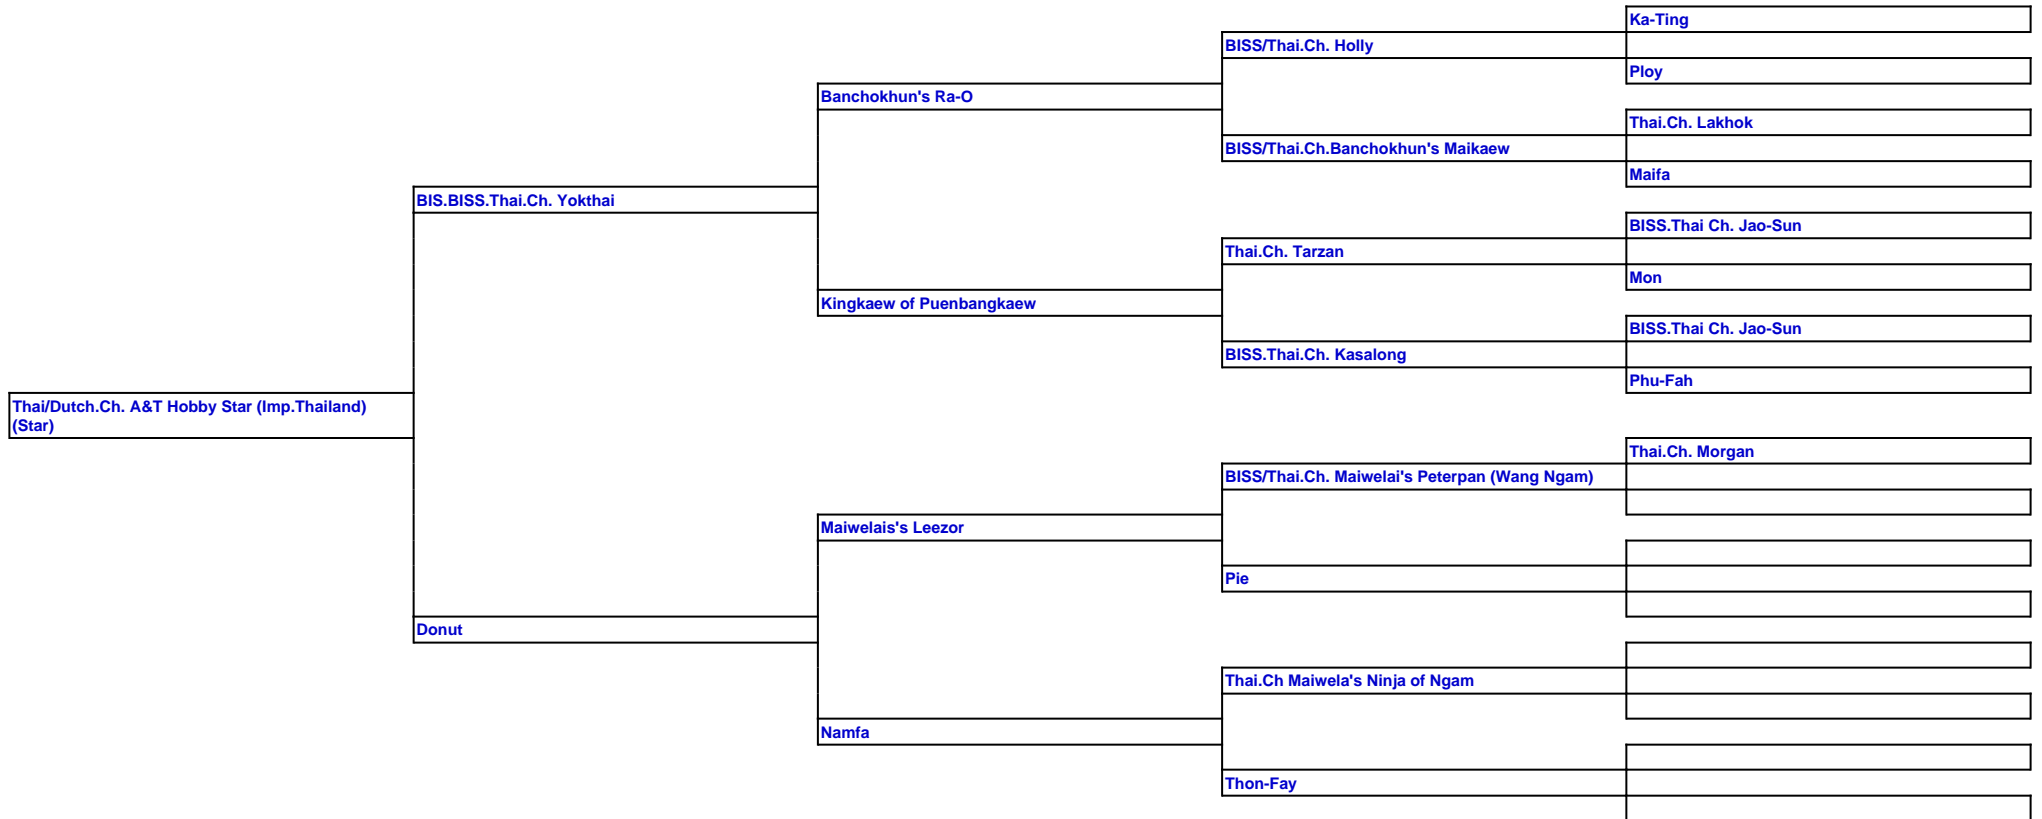 Ka-Ting
BISS/Thai.Ch. Holly
Ploy
Banchokhun's Ra-O
Thai.Ch. Lakhok
BISS/Thai.Ch.Banchokhun's Maikaew
Maifa
BIS.BISS.Thai.Ch. Yokthai
BISS.Thai Ch. Jao-Sun
Thai.Ch. Tarzan
Mon
Kingkaew of Puenbangkaew
BISS.Thai Ch. Jao-Sun
BISS.Thai.Ch. Kasalong
Phu-Fah
Thai/Dutch.Ch. A&T Hobby Star (Imp.Thailand)
(Star)
Thai.Ch. Morgan
BISS/Thai.Ch. Maiwelai's Peterpan (Wang Ngam)
Maiwelais's Leezor
Pie
Donut
Thai.Ch Maiwela's Ninja of Ngam
Namfa
Thon-Fay